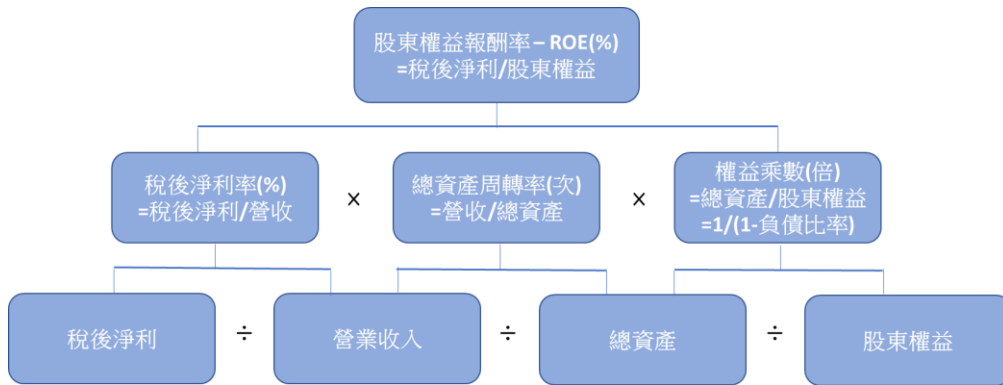 股東權益報酬率–ROE(%)
=稅後淨利/股東權益
稅後淨利率(%)
=稅後淨利/營收
×
總資產周轉率(次)
=營收/總資產
×
權益乘數(倍)
=總資產/股東權益
=1/(1-負債比率)
稅後淨利
÷
營業收入
÷
總資產
÷
股東權益